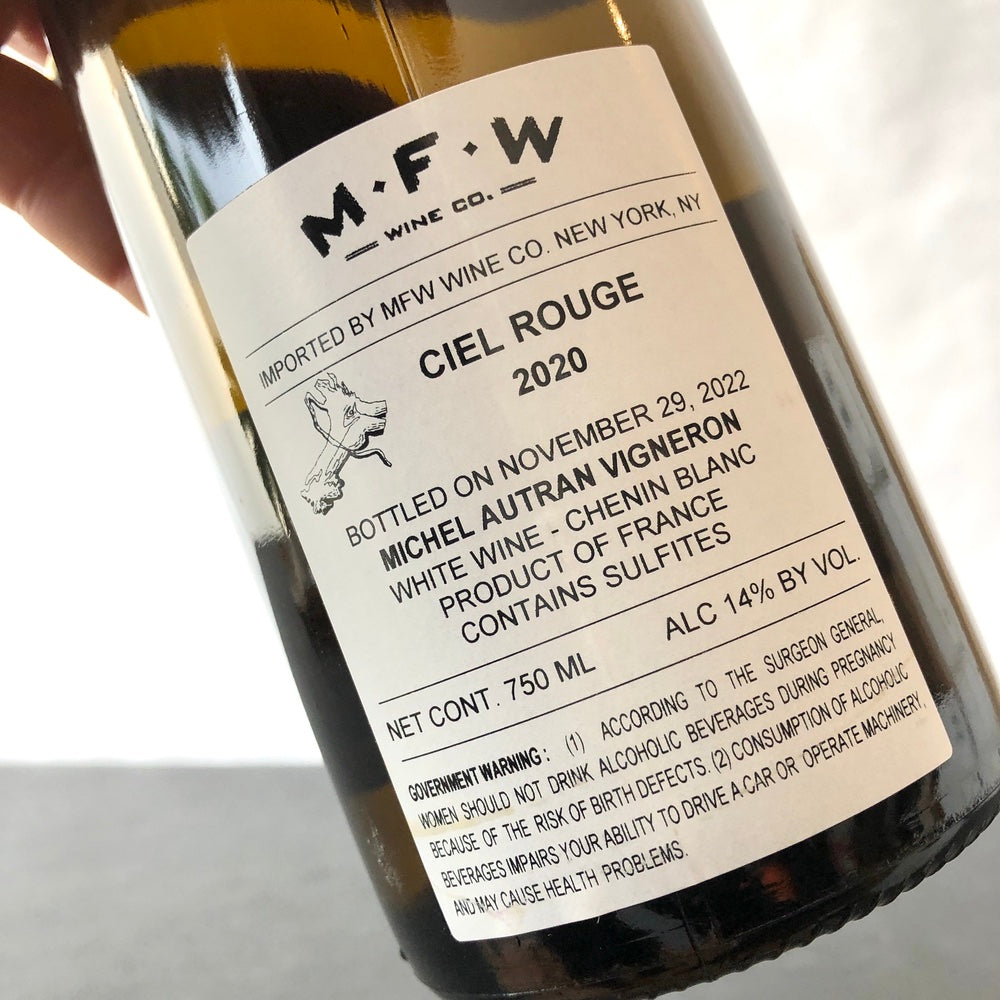 M·F·W
WINE CO.
IMPORTED BY MFW WINE CO. NEW YORK, NY
CIEL ROUGE
2020
BOTTLED ON NOVEMBER 29, 2022
MICHEL AUTRAN VIGNERON
WHITE WINE - CHENIN BLANC
PRODUCT OF FRANCE
CONTAINS SULFITES
NET CONT. 750 ML ALC 14% BY VOL.
GOVERNMENT WARNING : (1) ACCORDING TO THE SURGEON GENERAL,
WOMEN SHOULD NOT DRINK ALCOHOLIC BEVERAGES DURING PREGNANCY
BECAUSE OF THE RISK OF BIRTH DEFECTS. (2) CONSUMPTION OF ALCOHOLIC
BEVERAGES IMPAIRS YOUR ABILITY TO DRIVE A CAR OR OPERATE MACHINERY,
AND MAY CAUSE HEALTH PROBLEMS.